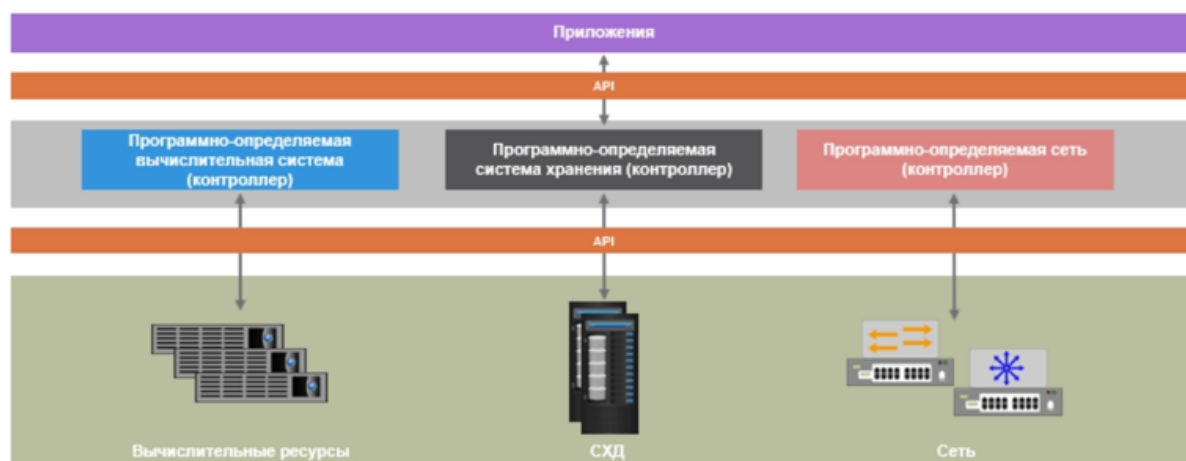 Приложения
API
Программно-определяемая
вычислительная система
(контроллер)
Программно-определяемая
система хранения (контроллер)
Программно-определяемая сеть
(контроллер)
API
Вычислительные ресурсы
СХД
Сеть